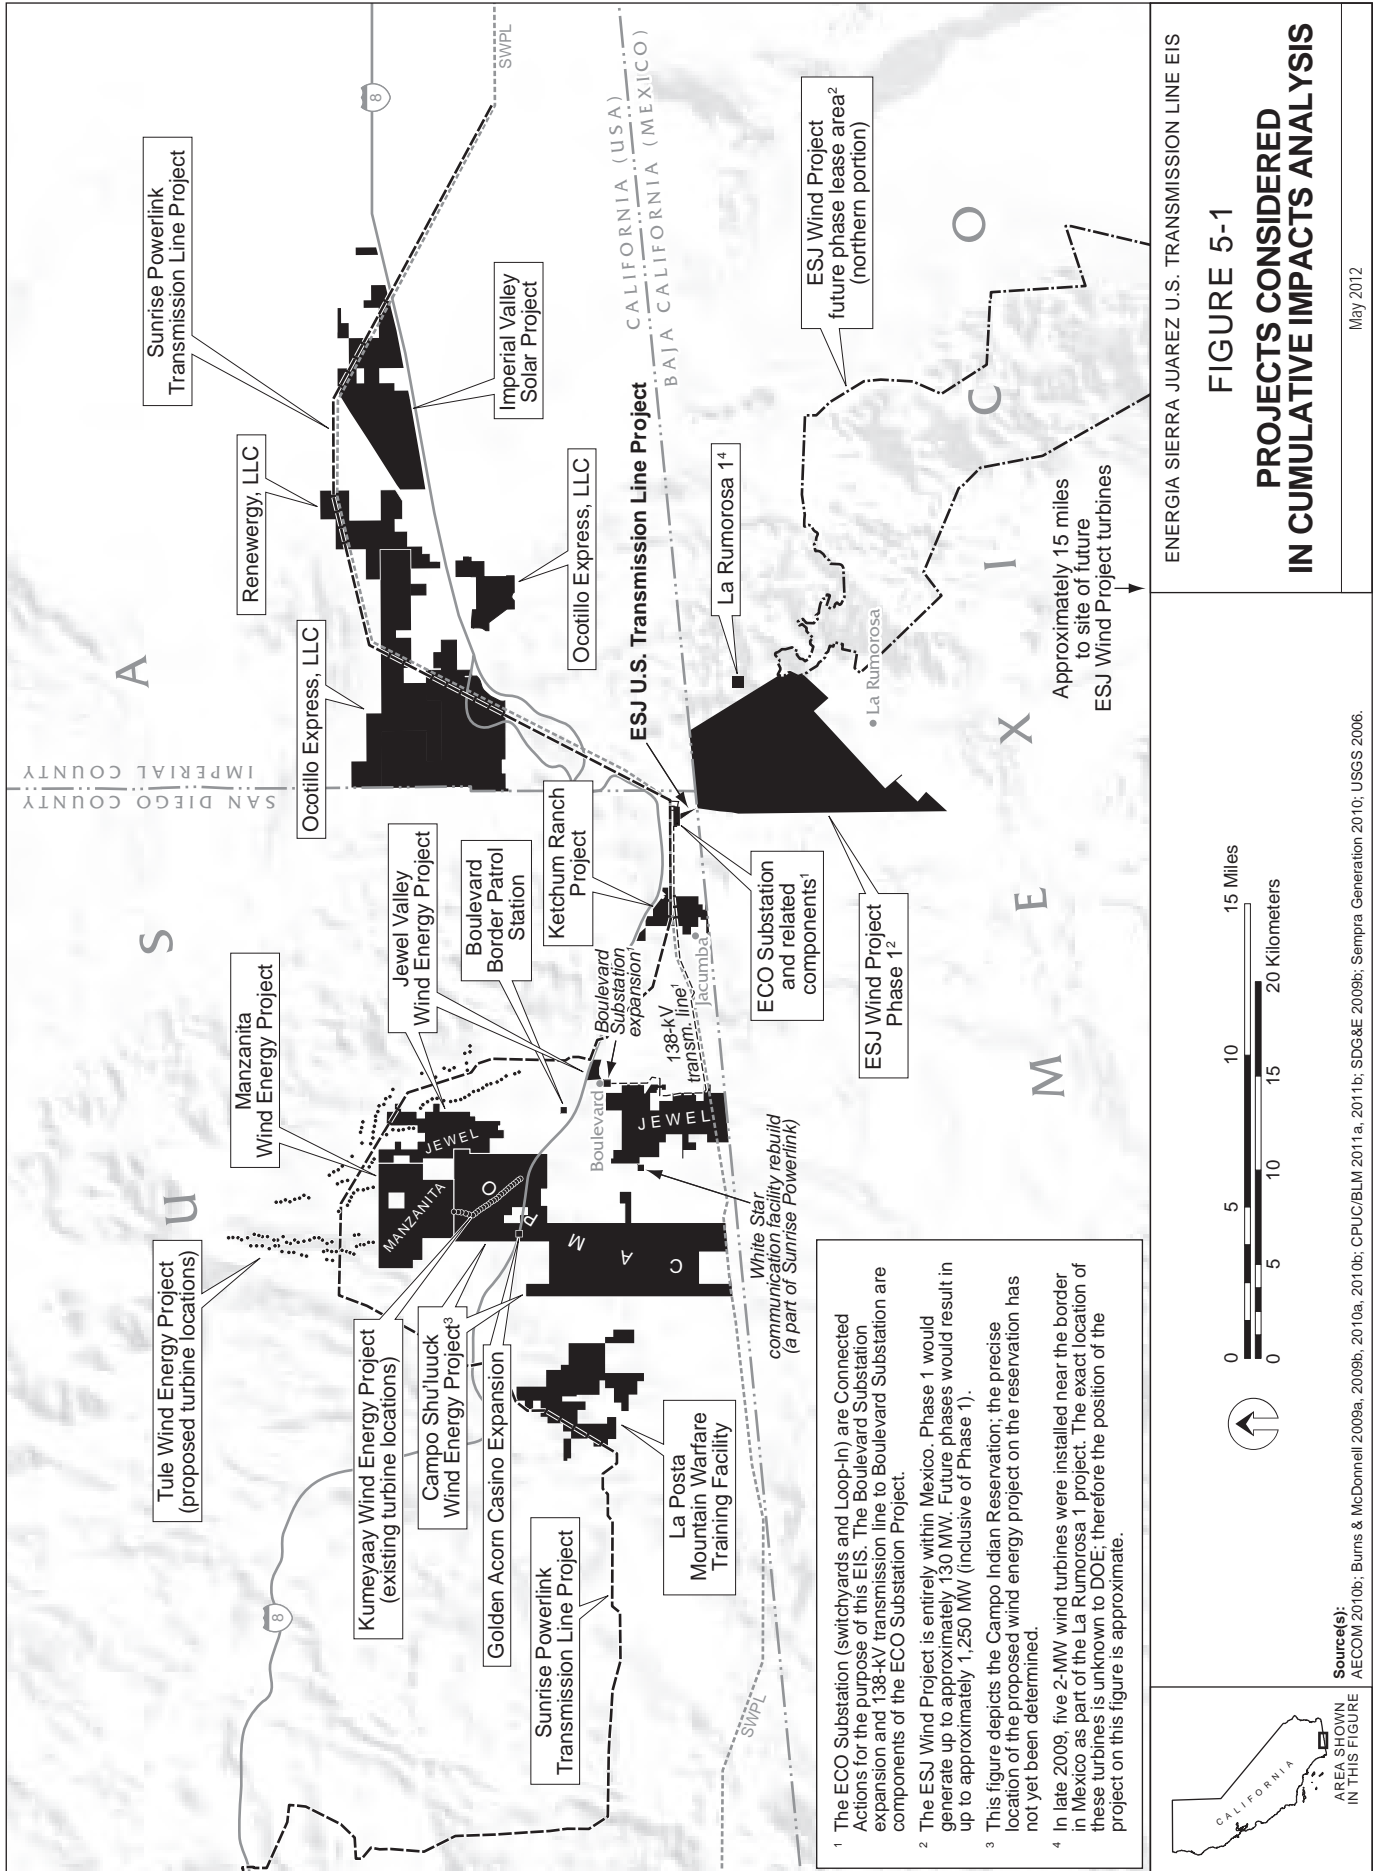 Sunrise Powerlink
Transmission Line Project
8
SWPL
Renewergy, LLC
Imperial Valley
Solar Project
Ocotillo Express, LLC
Ocotillo Express, LLC
CALIFORNIA (USA)
BAJA CALIFORNIA (MEXICO)
ESJ U.S. Transmission Line Project
La Rumorosa 1⁴
ESJ Wind Project
future phase lease area²
(northern portion)
La Rumorosa
Approximately 15 miles
to site of future
ESJ Wind Project turbines
U S A
M E X I C O
IMPERIAL COUNTY
SAN DIEGO COUNTY
Manzanita
Wind Energy Project
Jewel Valley
Wind Energy Project
Boulevard
Border Patrol
Station
Ketchum Ranch
Project
Boulevard
Substation
expansion¹
138-kV
transm. line¹
Jacumba
ECO Substation
and related
components¹
ESJ Wind Project
Phase 1²
Tule Wind Energy Project
(proposed turbine locations)
MANZANITA
JEWEL
JEWEL
Boulevard
C A M P O
White Star
communication facility rebuild
(a part of Sunrise Powerlink)
Kumeyaay Wind Energy Project
(existing turbine locations)
Campo Shu'luuck
Wind Energy Project³
Golden Acorn Casino Expansion
La Posta
Mountain Warfare
Training Facility
Sunrise Powerlink
Transmission Line Project
8
SWPL
¹ The ECO Substation (switchyards and Loop-In) are Connected
Actions for the purpose of this EIS. The Boulevard Substation
expansion and 138-kV transmission line to Boulevard Substation are
components of the ECO Substation Project.
² The ESJ Wind Project is entirely within Mexico. Phase 1 would
generate up to approximately 130 MW. Future phases would result in
up to approximately 1,250 MW (inclusive of Phase 1).
³ This figure depicts the Campo Indian Reservation; the precise
location of the proposed wind energy project on the reservation has
not yet been determined.
⁴ In late 2009, five 2-MW wind turbines were installed near the border
in Mexico as part of the La Rumorosa 1 project. The exact location of
these turbines is unknown to DOE; therefore the position of the
project on this figure is approximate.
CALIFORNIA
AREA SHOWN
IN THIS FIGURE
0 5 10 15 Miles
0 5 10 15 20 Kilometers
Source(s):
AECOM 2010b; Burns & McDonnell 2009a, 2009b, 2010a, 2010b; CPUC/BLM 2011a, 2011b; SDG&E 2009b; Sempra Generation 2010; USGS 2006.
ENERGIA SIERRA JUAREZ U.S. TRANSMISSION LINE EIS
FIGURE 5-1
PROJECTS CONSIDERED
IN CUMULATIVE IMPACTS ANALYSIS
May 2012